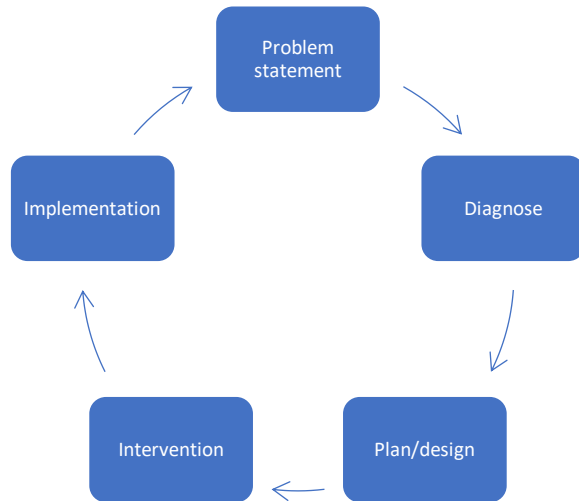 Problem
statement
Diagnose
Plan/design
Intervention
Implementation